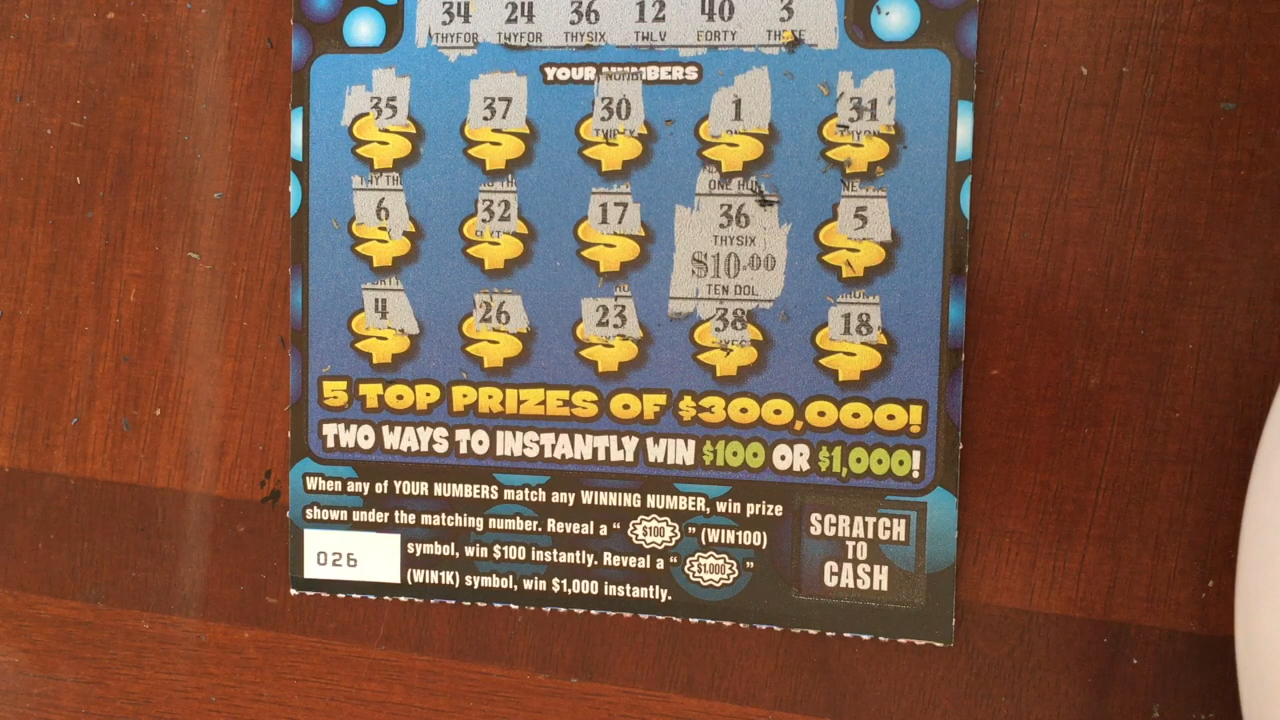 34 24 36 12 40 3
THYFOR TWYFOR THYSIX TWLV FORTY
YOUR NUMBERS
35 37 30 1 31
ONE HUN
6 32 17 36 5
THYSIX
$10.00
TEN DOL
4 26 23 38 18
5 TOP PRIZES OF $300,000!
TWO WAYS TO INSTANTLY WIN $100 OR $1,000!
When any of YOUR NUMBERS match any WINNING NUMBER, win prize
shown under the matching number. Reveal a " $100 " (WIN100)
symbol, win $100 instantly. Reveal a " $1,000 "
(WIN1K) symbol, win $1,000 instantly.
026
SCRATCH
TO
CASH